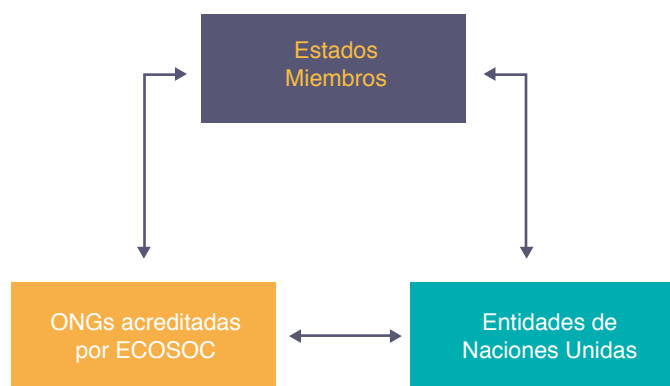 Estados
Miembros
ONGs acreditadas
por ECOSOC
Entidades de
Naciones Unidas